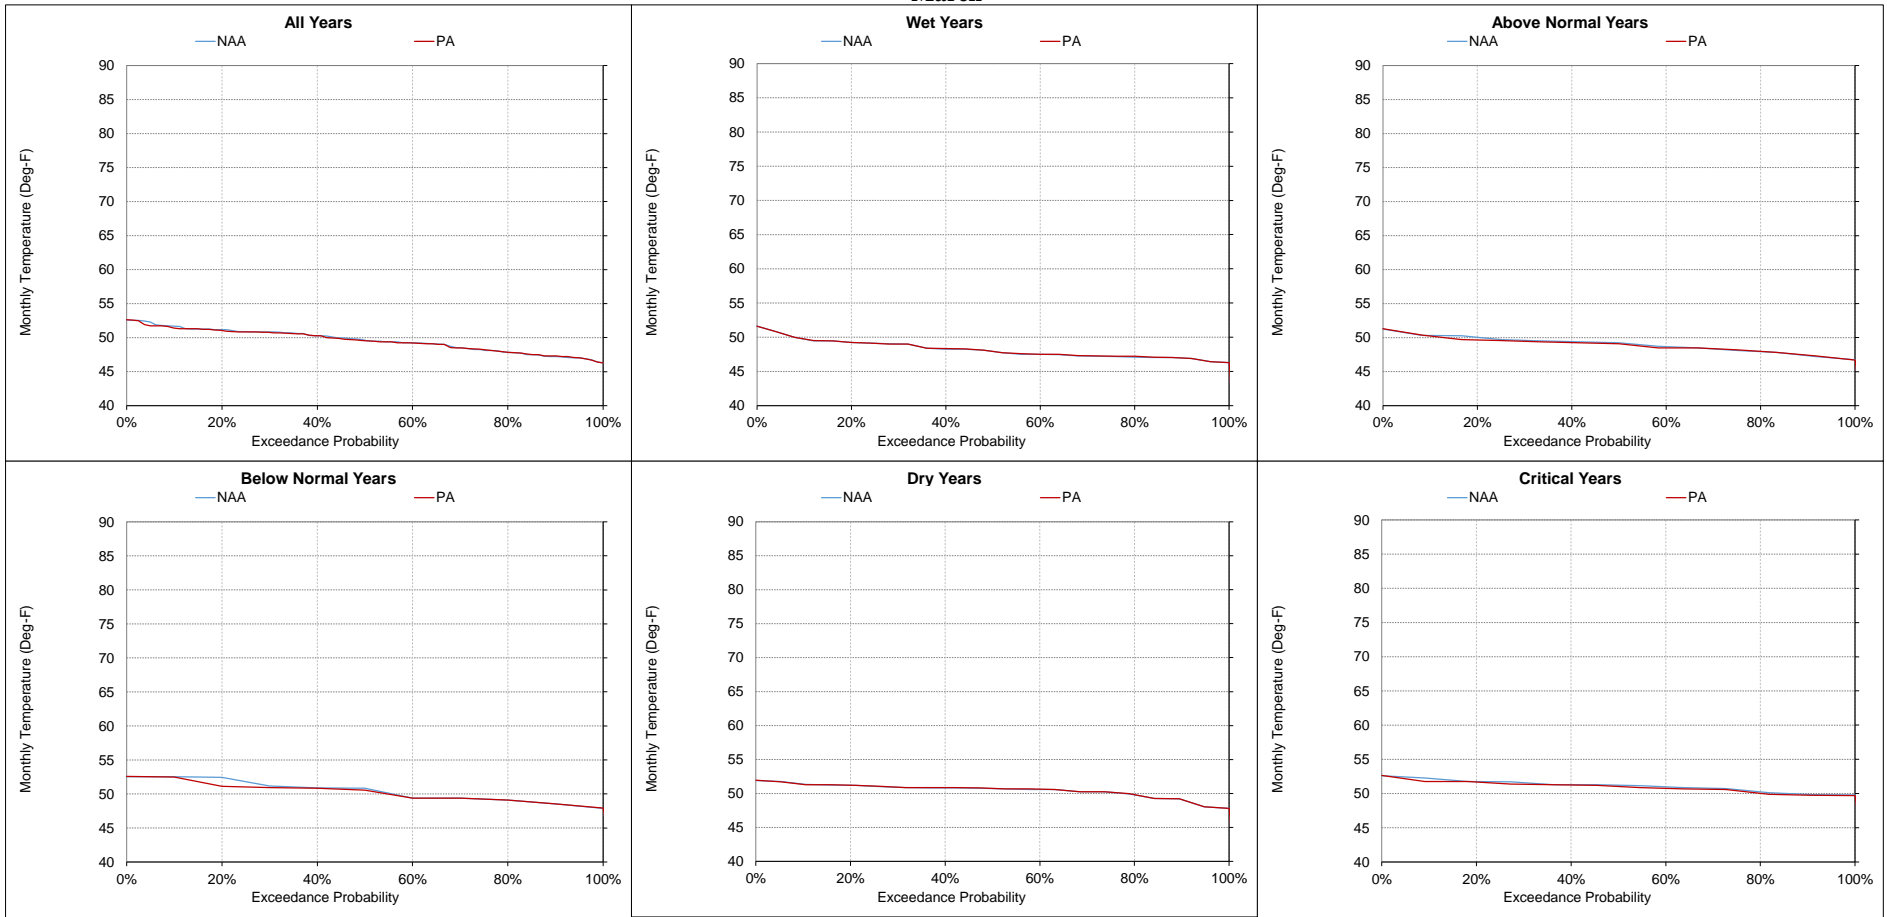 All Years
NAA PA
90
85
80
75
70
65
60
55
50
45
40
Monthly Temperature (Deg-F)
0% 20% 40% 60% 80% 100%
Exceedance Probability
Wet Years
NAA PA
90
85
80
75
70
65
60
55
50
45
40
Monthly Temperature (Deg-F)
0% 20% 40% 60% 80% 100%
Exceedance Probability
Above Normal Years
NAA PA
90
85
80
75
70
65
60
55
50
45
40
Monthly Temperature (Deg-F)
0% 20% 40% 60% 80% 100%
Exceedance Probability
Below Normal Years
NAA PA
90
85
80
75
70
65
60
55
50
45
40
Monthly Temperature (Deg-F)
0% 20% 40% 60% 80% 100%
Exceedance Probability
Dry Years
NAA PA
90
85
80
75
70
65
60
55
50
45
40
Monthly Temperature (Deg-F)
0% 20% 40% 60% 80% 100%
Exceedance Probability
Critical Years
NAA PA
90
85
80
75
70
65
60
55
50
45
40
Monthly Temperature (Deg-F)
0% 20% 40% 60% 80% 100%
Exceedance Probability